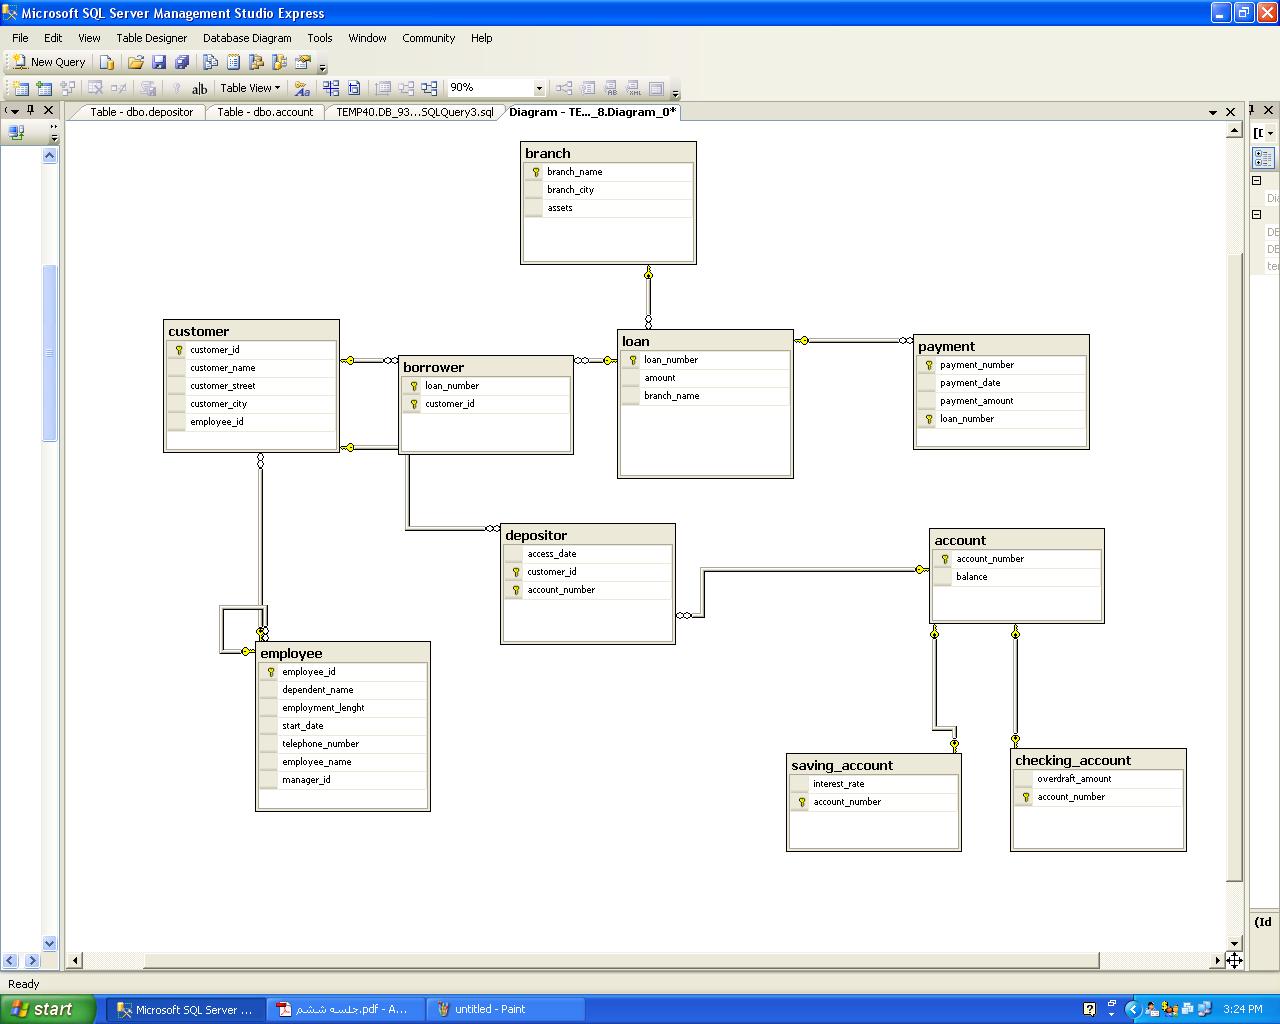 Microsoft SQL Server Management Studio Express
File Edit View Table Designer Database Diagram Tools Window Community Help
New Query
ab Table View 90%
Table - dbo.depositor Table - dbo.account TEMP40.DB_93...SQLQuery3.sql Diagram - TE..._8.Diagram_0*
branch
branch_name
branch_city
assets
customer
customer_id
customer_name
customer_street
customer_city
employee_id
borrower
loan_number
customer_id
loan
loan_number
amount
branch_name
payment
payment_number
payment_date
payment_amount
loan_number
depositor
access_date
customer_id
account_number
account
account_number
balance
employee
employee_id
dependent_name
employment_lenght
start_date
telephone_number
employee_name
manager_id
saving_account
interest_rate
account_number
checking_account
overdraft_amount
account_number
Dia
DB
DB
ter
(Id
Ready
start Microsoft SQL Server ... جلسه ششم.pdf - A... untitled - Paint 3:24 PM